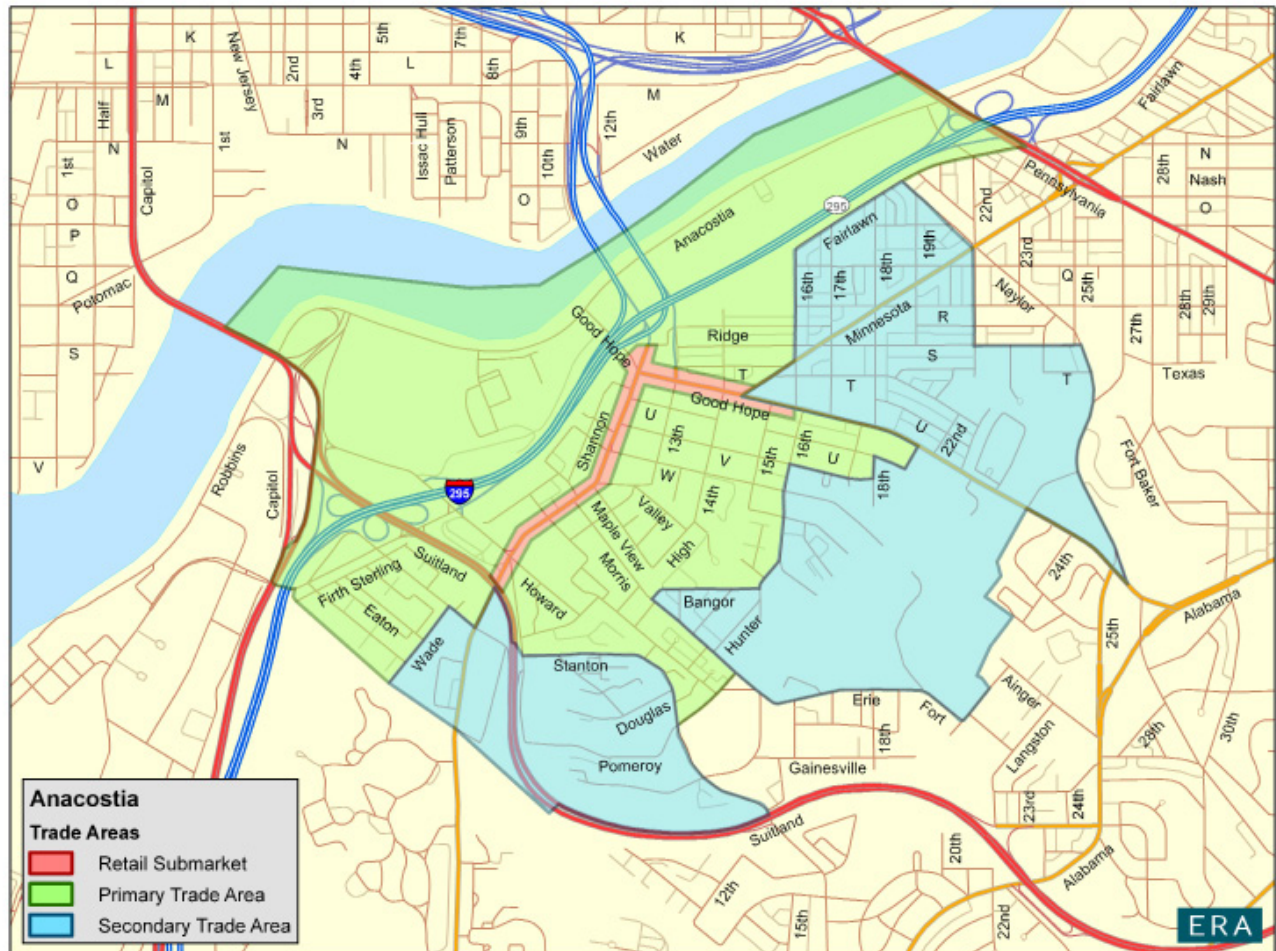 K
5th
7th
K
New Jersey
2nd
4th
L
8th
L
M
Half
3rd
M
1st
Issac Hull
Patterson
9th
12th
Fairlawn
N
N
10th
Water
1st
Capitol
O
28th
N
Nash
O
Pennsylvania
22nd
O
P
295
Anacostia
Fairlawn
19th
23rd
Q
Potomac
16th
17th
18th
Q
25th
Naylor
28th
29th
S
Good Hope
Ridge
Minnesota
R
27th
S
T
T
T
Texas
Good Hope
U
13th
U
22nd
Shannon
16th
15th
V
U
V
Robbins
Capitol
W
18th
Fort Baker
295
14th
Valley
Maple View
High
Suitland
Morris
24th
Firth Sterling
Howard
Bangor
25th
Alabama
Eaton
Hunter
Wade
Stanton
Erie
Fort
Ainger
Douglas
18th
Langston
28th
30th
Pomeroy
Gainesville
23rd
24th
Suitland
20th
Alabama
12th
15th
22nd
Anacostia
Trade Areas
Retail Submarket
Primary Trade Area
Secondary Trade Area
ERA